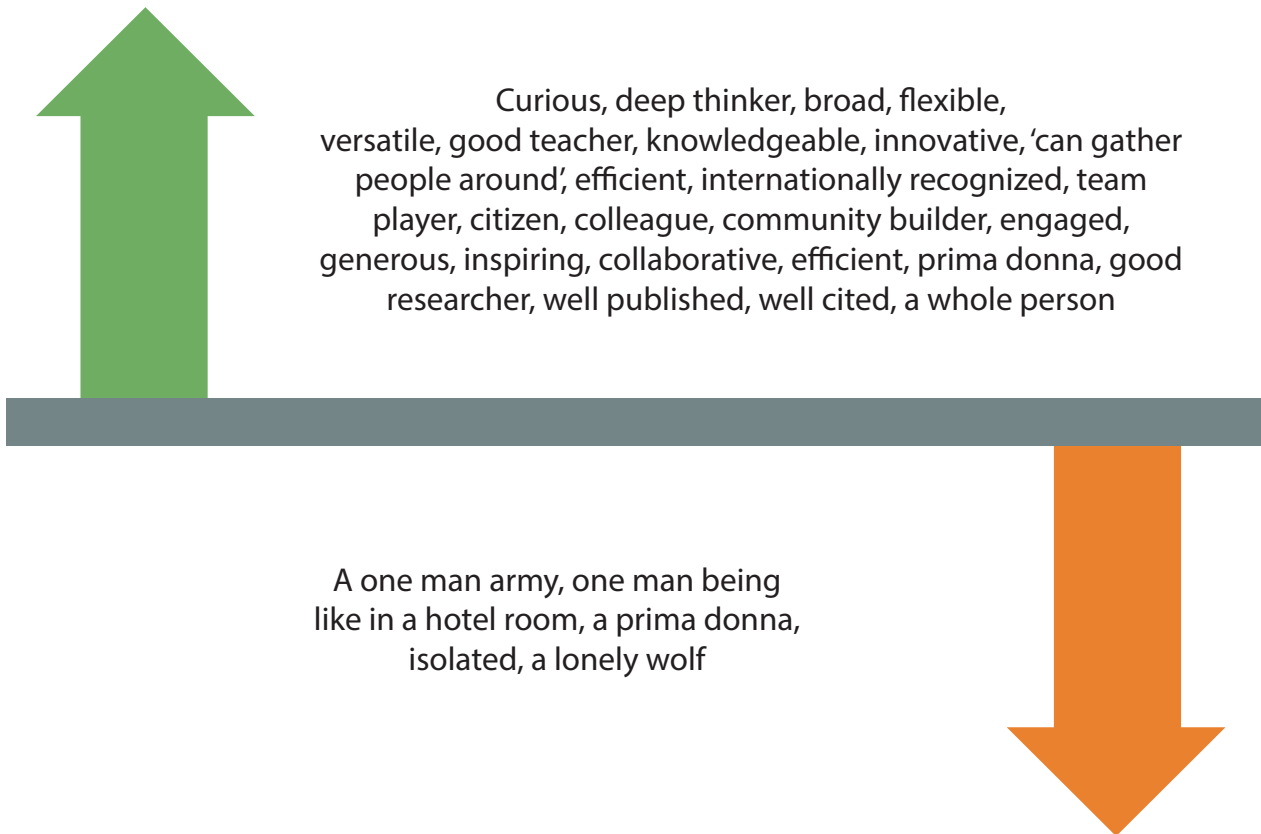 Curious, deep thinker, broad, flexible,
versatile, good teacher, knowledgeable, innovative, ‘can gather
people around’, efficient, internationally recognized, team
player, citizen, colleague, community builder, engaged,
generous, inspiring, collaborative, efficient, prima donna, good
researcher, well published, well cited, a whole person
A one man army, one man being
like in a hotel room, a prima donna,
isolated, a lonely wolf